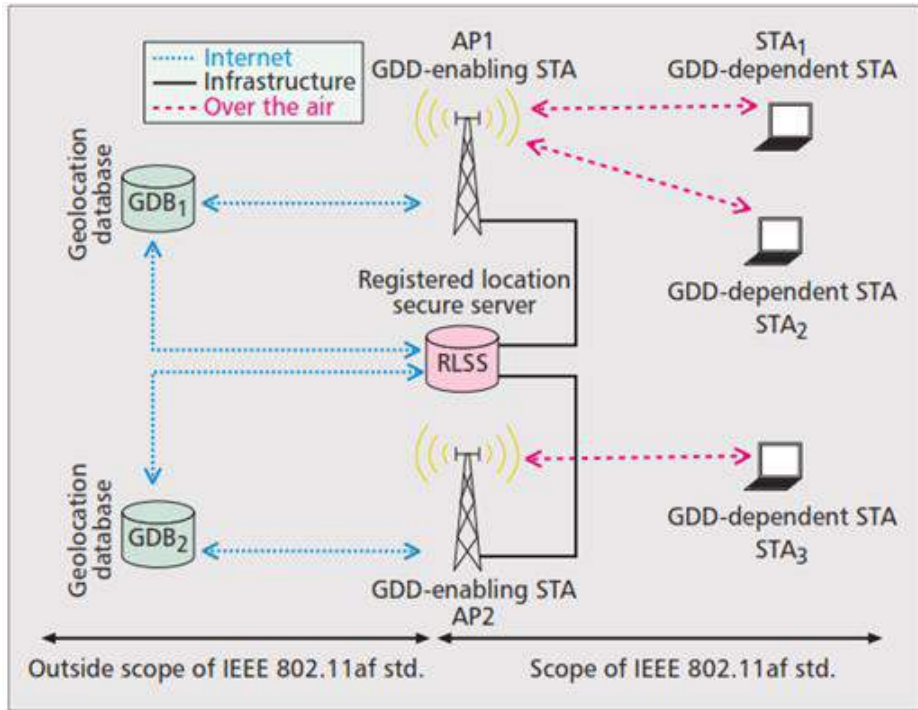 Internet
Infrastructure
Over the air
AP1
GDD-enabling STA
STA₁
GDD-dependent STA
Geolocation
database
GDB₁
GDD-dependent STA
STA₂
Registered location
secure server
RLSS
Geolocation
database
GDB₂
GDD-dependent STA
STA₃
GDD-enabling STA
AP2
Outside scope of IEEE 802.11af std.
Scope of IEEE 802.11af std.